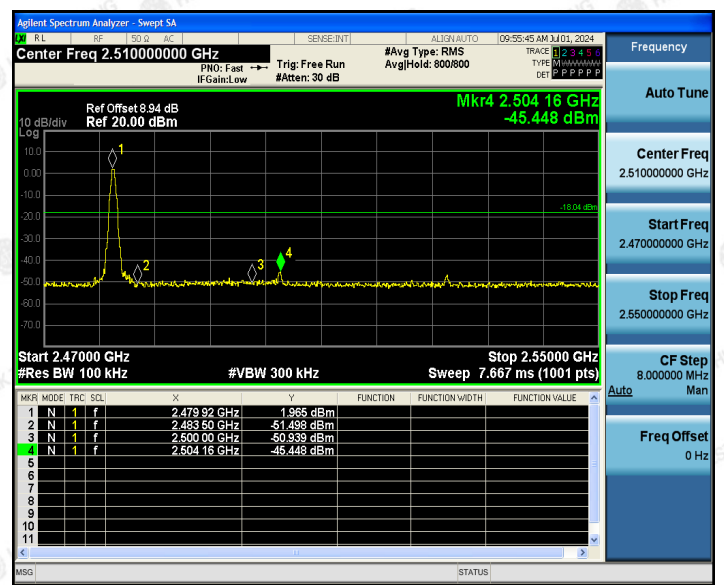 Agilent Spectrum Analyzer - Swept SA
LXI RL RF 50 Ω AC SENSE:INT ALIGN AUTO 09:55:45 AM Jul 01, 2024
Center Freq 2.510000000 GHz
#Avg Type: RMS
TRACE 1 2 3 4 5 6
PNO: Fast
Trig: Free Run
Avg|Hold: 800/800
TYPE M WWWWW
IFGain:Low
#Atten: 30 dB
DET P P P P P P
Frequency
Auto Tune
Center Freq
2.510000000 GHz
Start Freq
2.470000000 GHz
Stop Freq
2.550000000 GHz
CF Step
8.000000 MHz
Auto Man
Freq Offset
0 Hz
Ref Offset 8.94 dB
Mkr4 2.504 16 GHz
10 dB/div Ref 20.00 dBm
-45.448 dBm
Log
10.0
0.00
-10.0
-20.0
-30.0
-40.0
-50.0
-60.0
-70.0
1
2
3
4
-18.04 dBm
Start 2.47000 GHz Stop 2.55000 GHz
#Res BW 100 kHz #VBW 300 kHz Sweep 7.667 ms (1001 pts)
MKR MODE TRC SCL X Y FUNCTION FUNCTION WIDTH FUNCTION VALUE
1 N 1 f 2.479 92 GHz 1.965 dBm
2 N 1 f 2.483 50 GHz -51.498 dBm
3 N 1 f 2.500 00 GHz -50.939 dBm
4 N 1 f 2.504 16 GHz -45.448 dBm
5
6
7
8
9
10
11
MSG STATUS